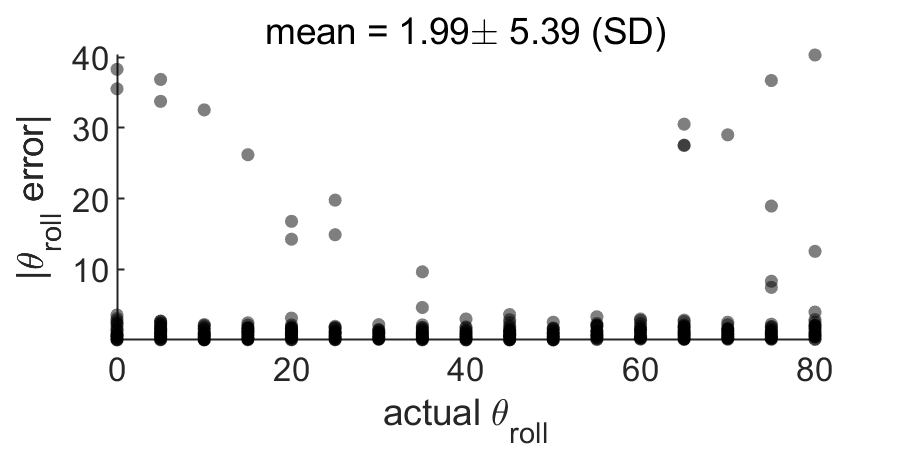 mean = 1.99± 5.39 (SD)
|θroll error|
40
30
20
10
0 20 40 60 80
actual θroll